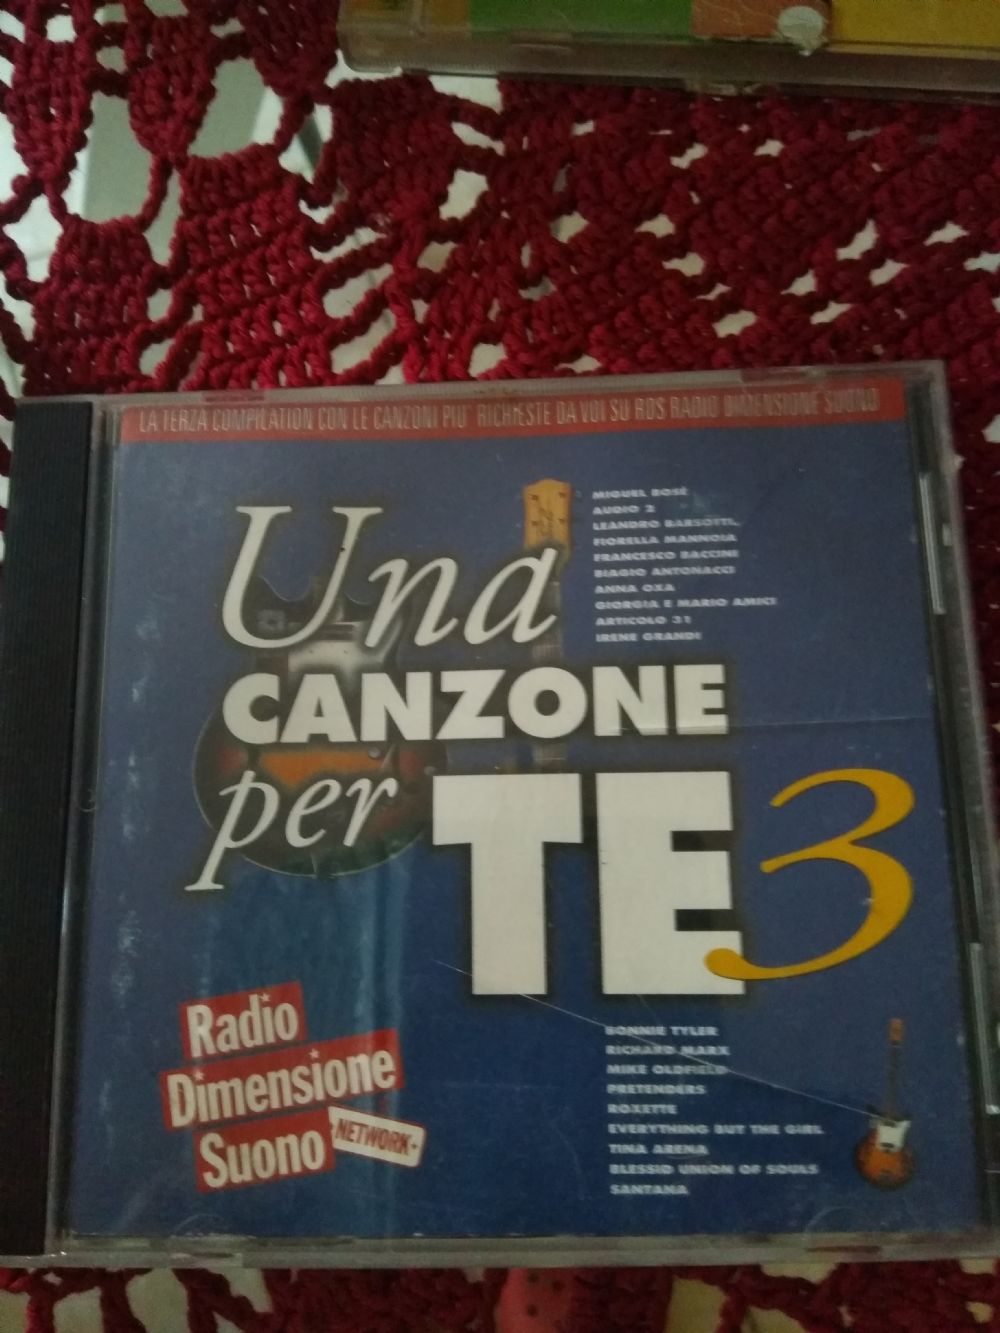 LA TERZA COMPILATION CON LE CANZONI PIU' RICHIESTE DA VOI SU RDS RADIO DIMENSIONE SUONO
MIGUEL BOSÉ
AUDIO 2
LEANDRO BARSOTTI
FIORELLA MANNOIA
FRANCESCO BACCINI
BIAGIO ANTONACCI
ANNA OXA
GIORGIA E MARIO AMICI
ARTICOLO 31
IRENE GRANDI
Una
CANZONE
per TE 3
Radio
Dimensione
Suono
NETWORK
BONNIE TYLER
RICHARD MARX
MIKE OLDFIELD
PRETENDERS
ROXETTE
EVERYTHING BUT THE GIRL
TINA ARENA
BLESSID UNION OF SOULS
SANTANA